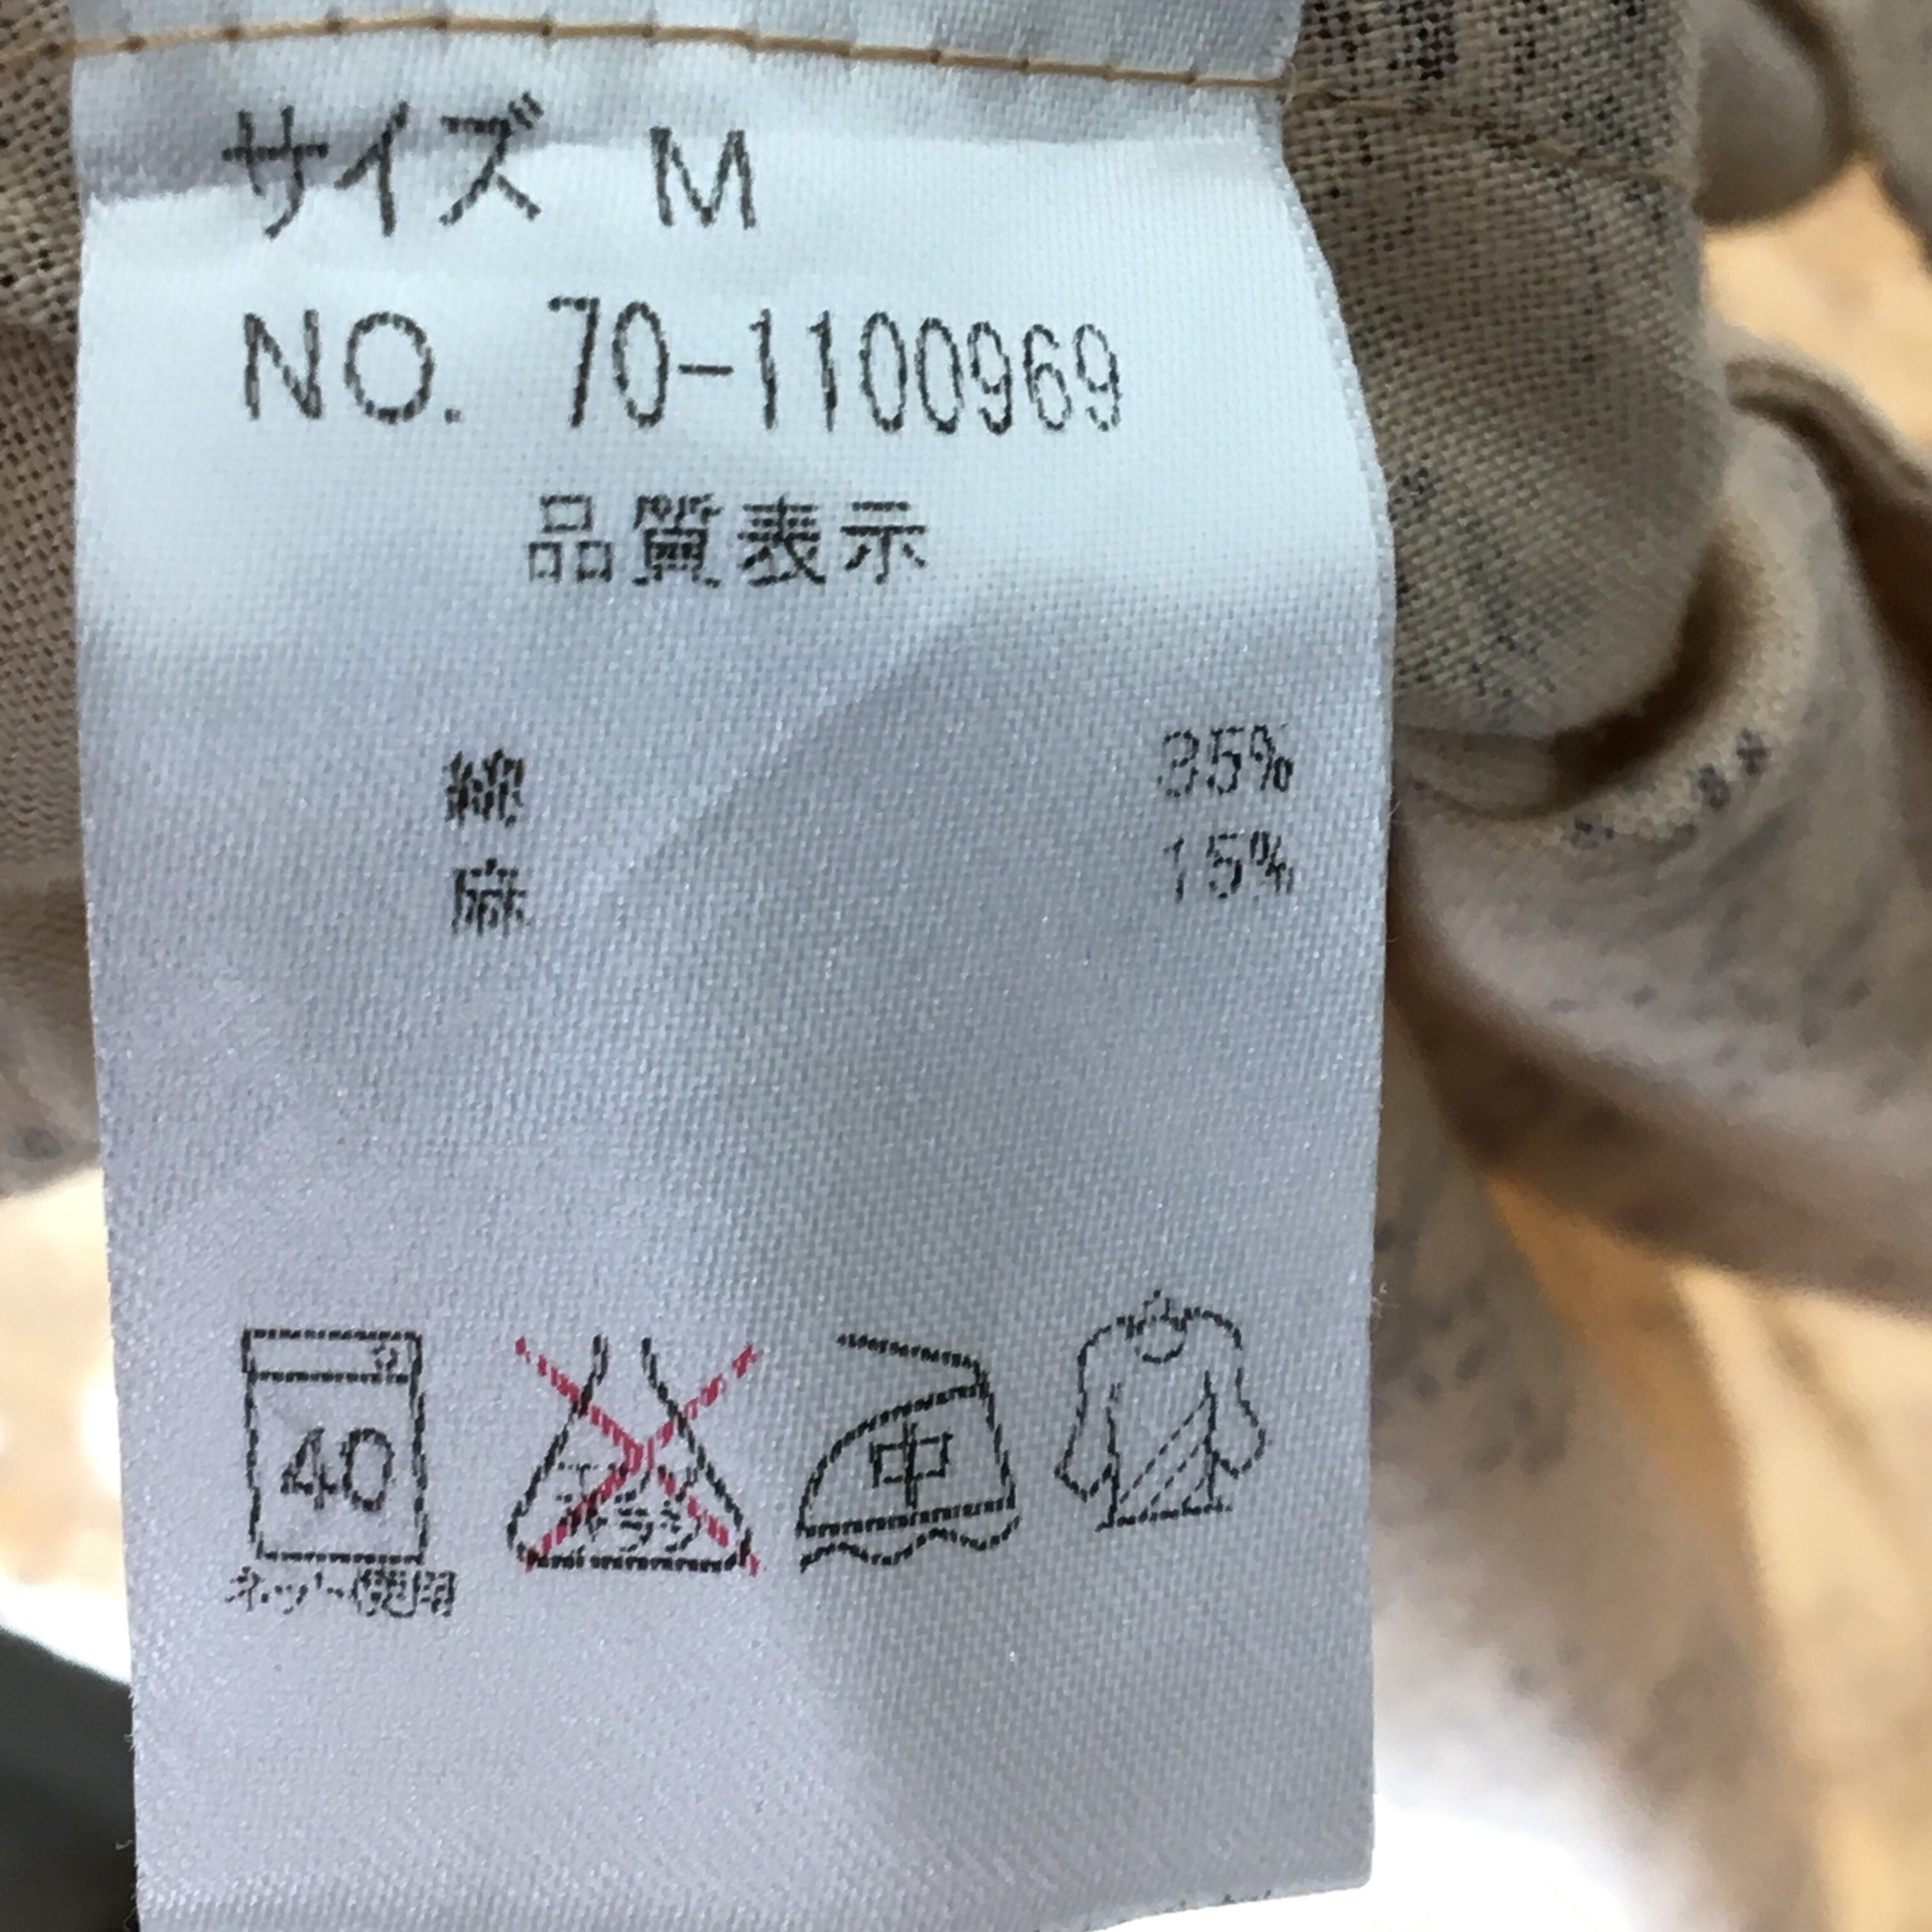 サイズ M
NO. 70-1100969
品質表示
綿 85%
麻 15%
40
中
ネット使用